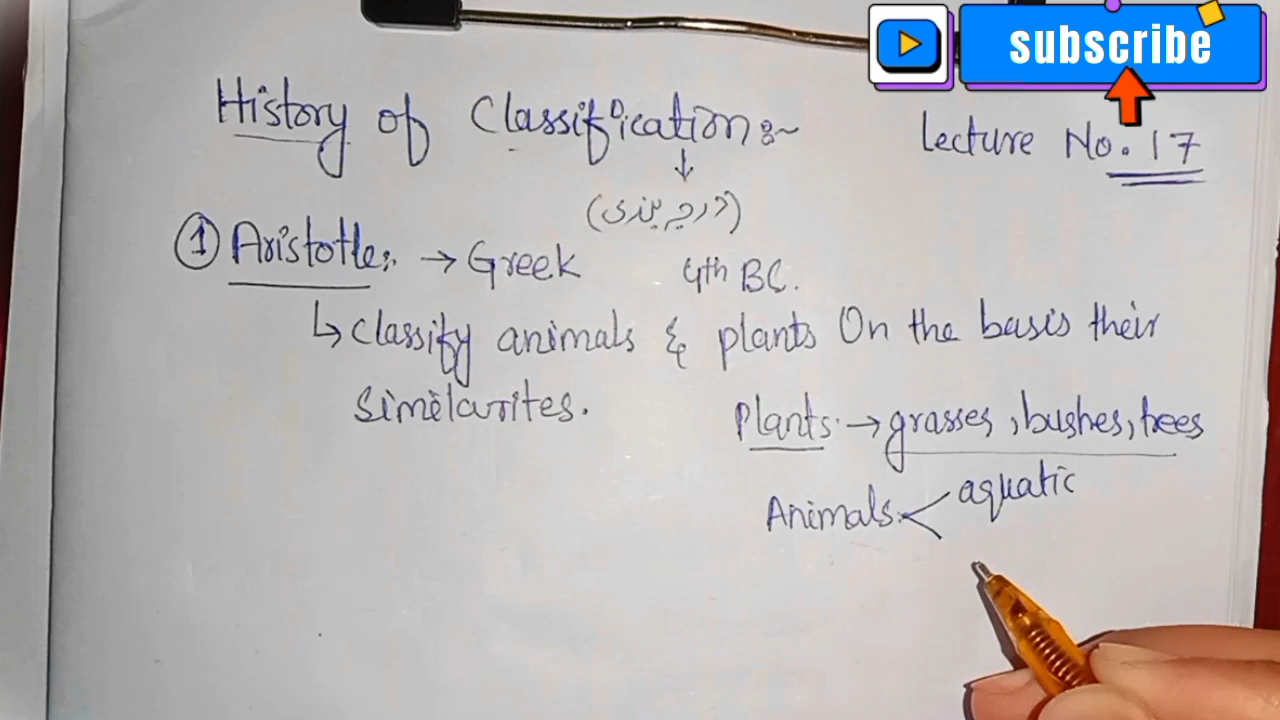 subscribe
History of Classification:~
Lecture No. 17
↓
(درجہ بندی)
① Aristotle:. → Greek 4th BC.
↳ Classify animals & plants On the basis their
similarites.
Plants. → grasses, bushes, trees
Animals. < aquatic